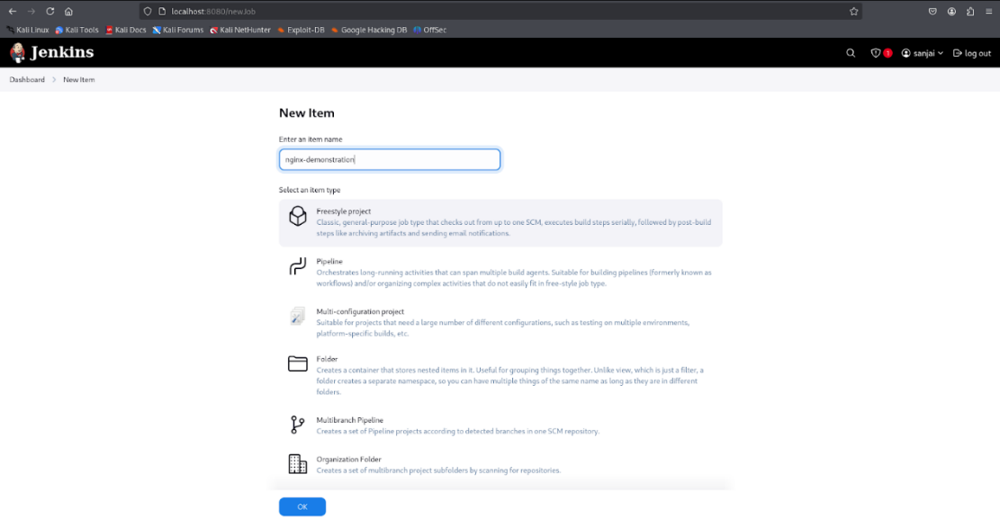 localhost:8080/newJob
Kali Linux Kali Tools Kali Docs Kali Forums Kali NetHunter Exploit-DB Google Hacking DB OffSec
Jenkins 1 sanjai log out
Dashboard > New Item
New Item
Enter an item name
nginx-demonstration
Select an item type
Freestyle project
Classic, general-purpose job type that checks out from up to one SCM, executes build steps serially, followed by post-build
steps like archiving artifacts and sending email notifications.
Pipeline
Orchestrates long-running activities that can span multiple build agents. Suitable for building pipelines (formerly known as
workflows) and/or organizing complex activities that do not easily fit in free-style job type.
Multi-configuration project
Suitable for projects that need a large number of different configurations, such as testing on multiple environments,
platform-specific builds, etc.
Folder
Creates a container that stores nested items in it. Useful for grouping things together. Unlike view, which is just a filter, a
folder creates a separate namespace, so you can have multiple things of the same name as long as they are in different
folders.
Multibranch Pipeline
Creates a set of Pipeline projects according to detected branches in one SCM repository.
Organization Folder
Creates a set of multibranch project subfolders by scanning for repositories.
OK